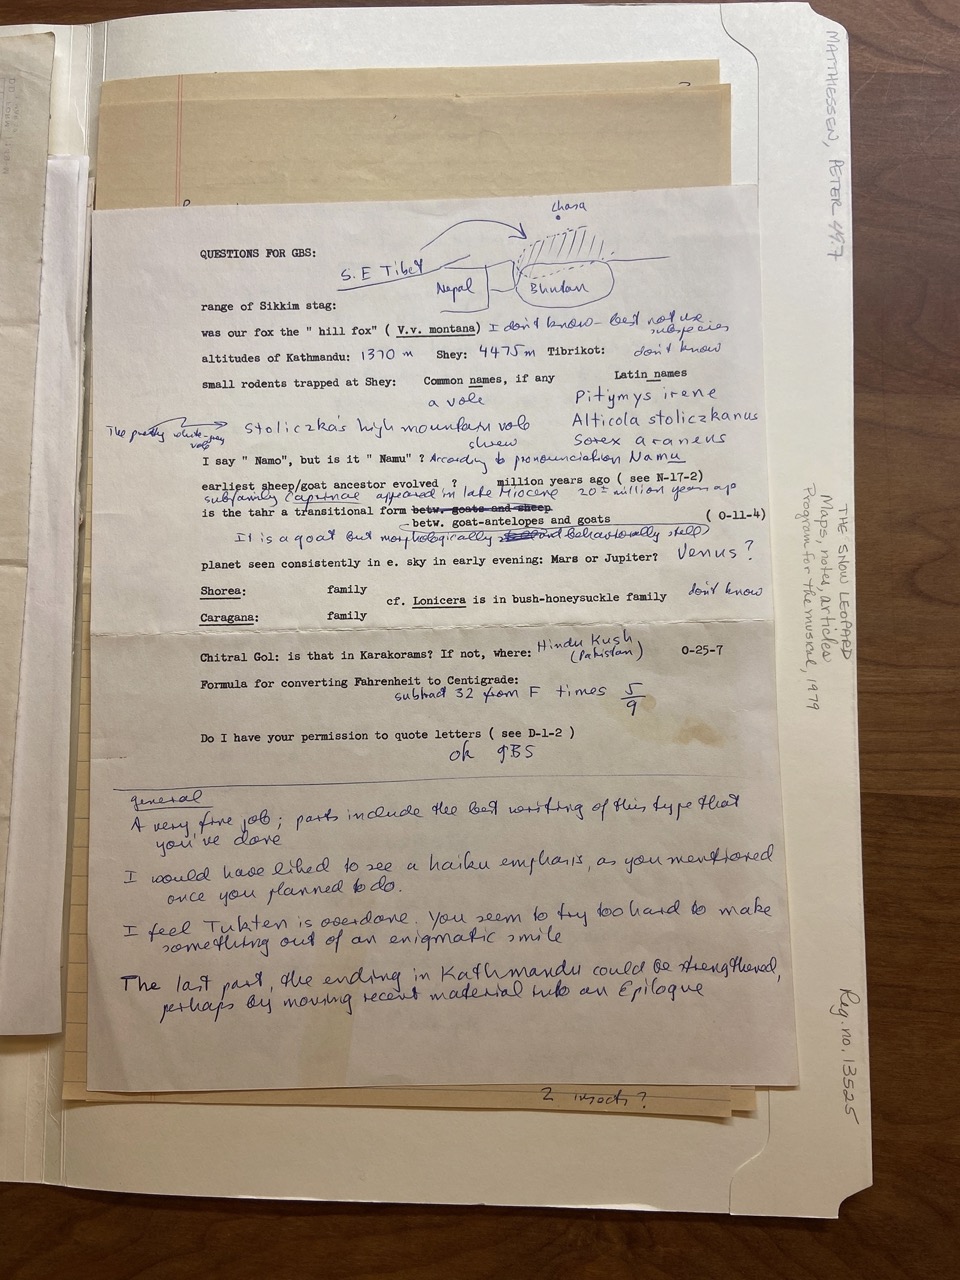 Lhasa
QUESTIONS FOR GBS:
S.E Tibet
Nepal
Bhutan
range of Sikkim stag:
was our fox the " hill fox" ( V.v. montana) I don't know - best not use subspecies
altitudes of Kathmandu: 1370 m Shey: 4475 m Tibrikot: don't know
small rodents trapped at Shey: Common names, if any Latin names
a vole Pitymys irene
The pretty white-grey vole Stoliczka's high mountain vole Alticola stoliczkanus
shrew Sorex araneus
I say " Namo", but is it " Namu" ? According to pronounciation Namu
earliest sheep/goat ancestor evolved ? million years ago ( see N-17-2)
subfamily Caprinae appeared in late Miocene 20± million years ago
is the tahr a transitional form betw. goats and sheep
betw. goat-antelopes and goats ( O-11-4)
It is a goat but morphologically and behaviorally still
planet seen consistently in e. sky in early evening: Mars or Jupiter? Venus?
Shorea: family
cf. Lonicera is in bush-honeysuckle family don't know
Caragana: family
Chitral Gol: is that in Karakorams? If not, where: Hindu Kush (Pakistan) O-25-7
Formula for converting Fahrenheit to Centigrade:
subtract 32 from F times 5/9
Do I have your permission to quote letters ( see D-1-2 )
ok GBS
general
A very fine job; parts include the best writing of this type that
you've done
I would have liked to see a haiku emphasis, as you mentioned
once you planned to do.
I feel Tukten is overdone. You seem to try too hard to make
something out of an enigmatic smile
The last part, the ending in Kathmandu could be strengthened,
perhaps by moving recent material into an Epilogue
2 insects?
MATTHIESSEN, PETER 49.7
THE SNOW LEOPARD
Maps, notes, articles
Program for the musical, 1979
Reg. no. 13525